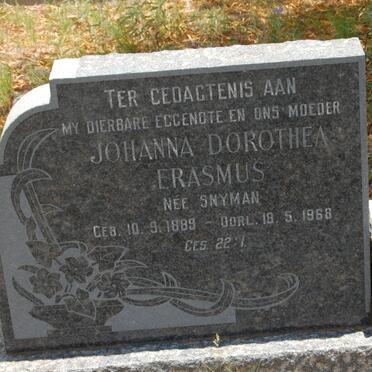 TER GEDAGTENIS AAN
MY DIERBARE EGGENOTE EN ONS MOEDER
JOHANNA DOROTHEA
ERASMUS
NEE SNYMAN
GEB. 10.9.1889 - OORL. 19.5.1968
GES. 22:1